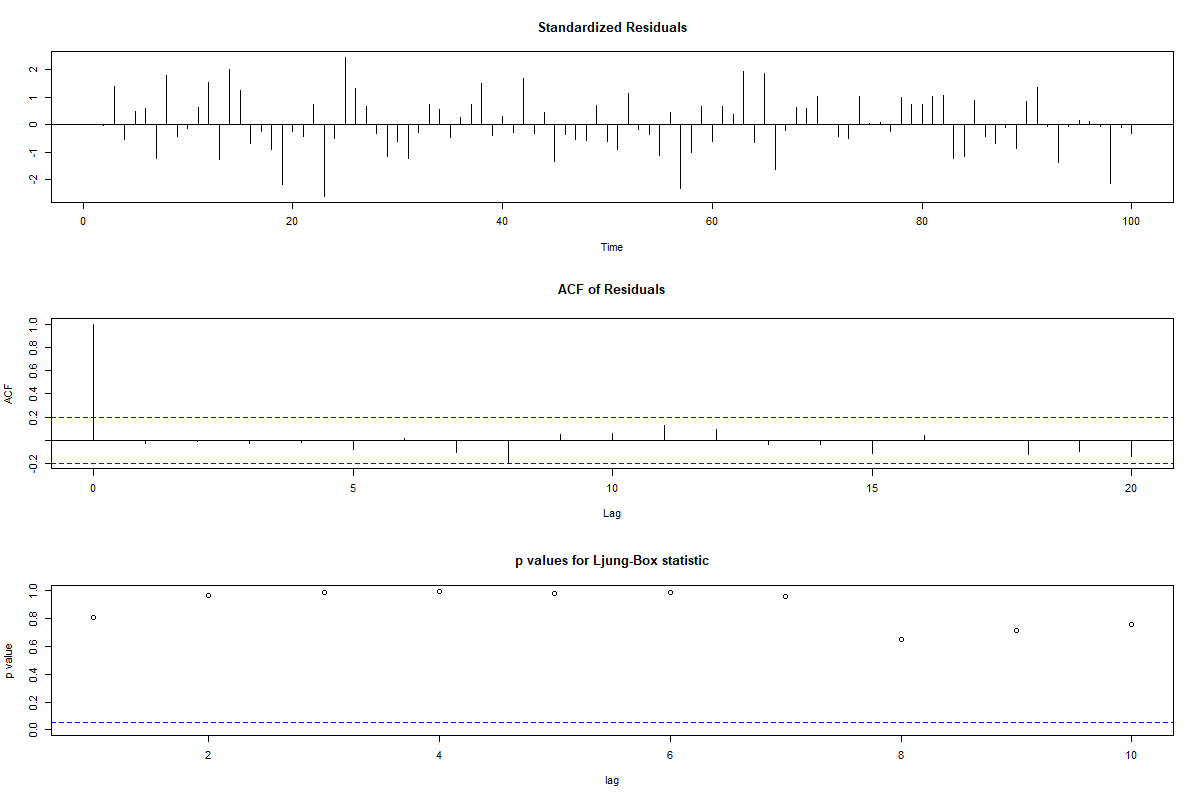 Standardized Residuals
2
1
0
-1
-2
0 20 40 60 80 100
Time
ACF of Residuals
ACF
1.0
0.8
0.6
0.4
0.2
-0.2
0 5 10 15 20
Lag
p values for Ljung-Box statistic
p value
1.0
0.8
0.6
0.4
0.2
0.0
2 4 6 8 10
lag